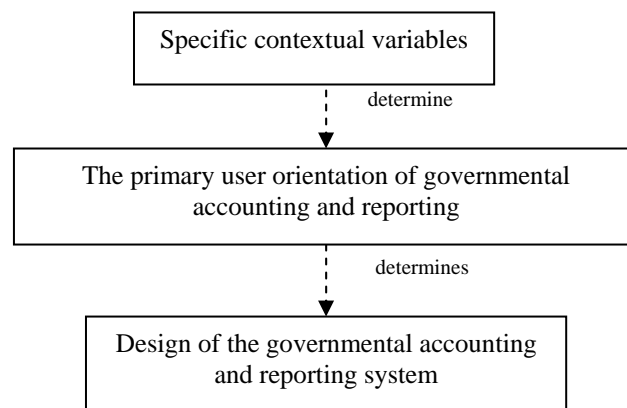 Specific contextual variables
determine
The primary user orientation of governmental
accounting and reporting
determines
Design of the governmental accounting
and reporting system